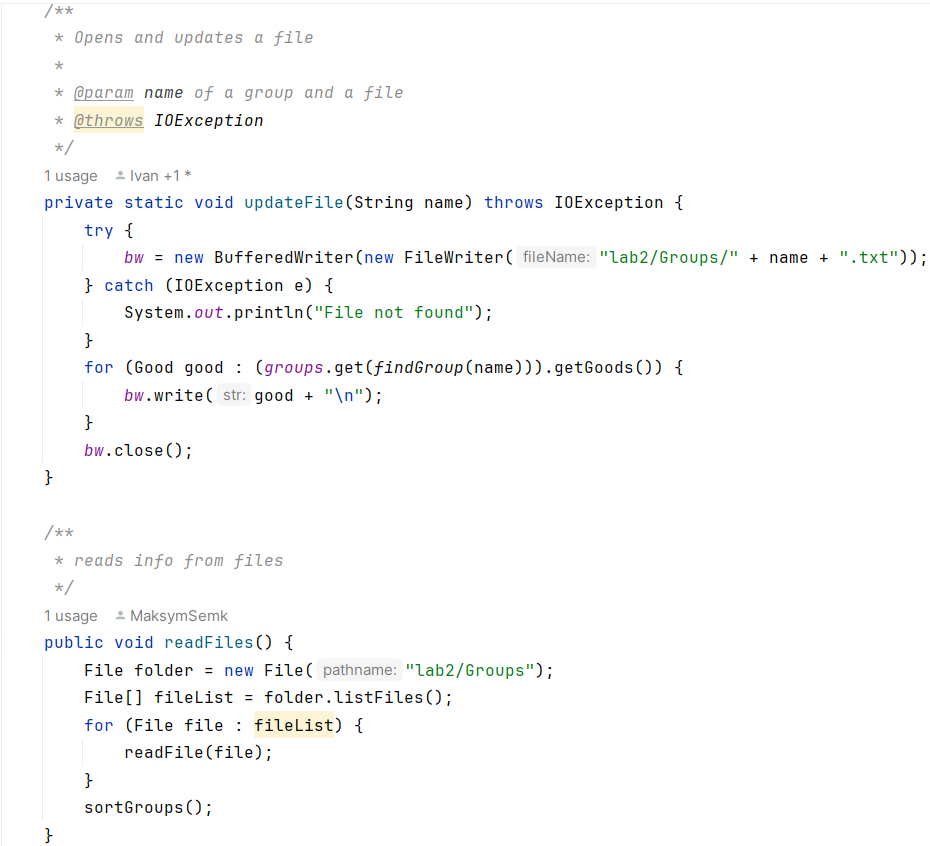 /**
 * Opens and updates a file
 *
 * @param name of a group and a file
 * @throws IOException
 */
1 usage   Ivan +1 *
private static void updateFile(String name) throws IOException {
    try {
        bw = new BufferedWriter(new FileWriter( fileName: "lab2/Groups/" + name + ".txt"));
    } catch (IOException e) {
        System.out.println("File not found");
    }
    for (Good good : (groups.get(findGroup(name))).getGoods()) {
        bw.write( str: good + "\n");
    }
    bw.close();
}

/**
 * reads info from files
 */
1 usage   MaksymSemk
public void readFiles() {
    File folder = new File( pathname: "lab2/Groups");
    File[] fileList = folder.listFiles();
    for (File file : fileList) {
        readFile(file);
    }
    sortGroups();
}